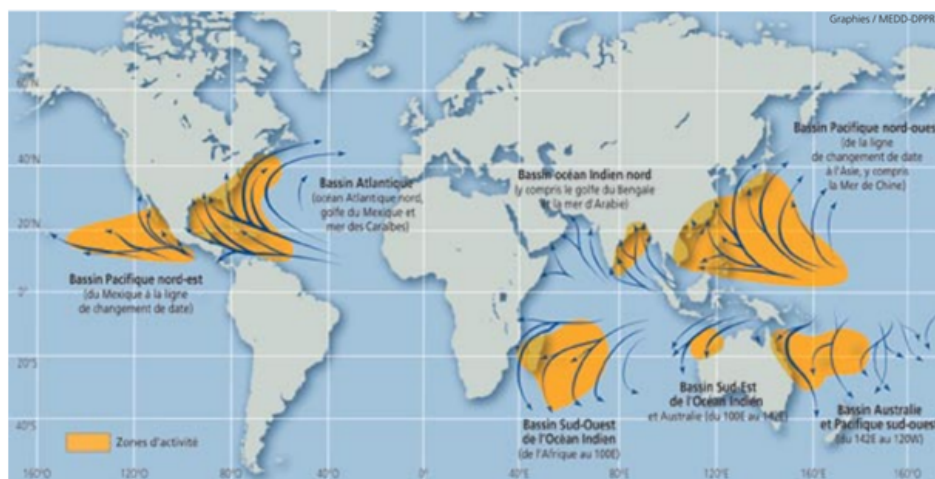 Graphies / MEDD-DPPR
60°N
40°N
20°N
0°
20°S
40°S
Bassin Pacifique nord-ouest
(de la ligne
de changement de date
à l'Asie, y compris
la Mer de Chine)
Bassin océan Indien nord
(y compris le golfe du Bengale
et la mer d'Arabie)
Bassin Atlantique
(océan Atlantique nord,
golfe du Mexique et
mer des Caraïbes)
Bassin Pacifique nord-est
(du Mexique à la ligne
de changement de date)
Bassin Sud-Ouest
de l'Océan Indien
(de l'Afrique au 100E)
Bassin Sud-Est
de l'Océan Indien
et Australie (du 100E au 142E)
Bassin Australie
et Pacifique sud-ouest
(du 142E au 120W)
Zones d'activité
160°O 120°O 80°O 40°O 0° 40°E 80°E 120°E 160°E 160°O